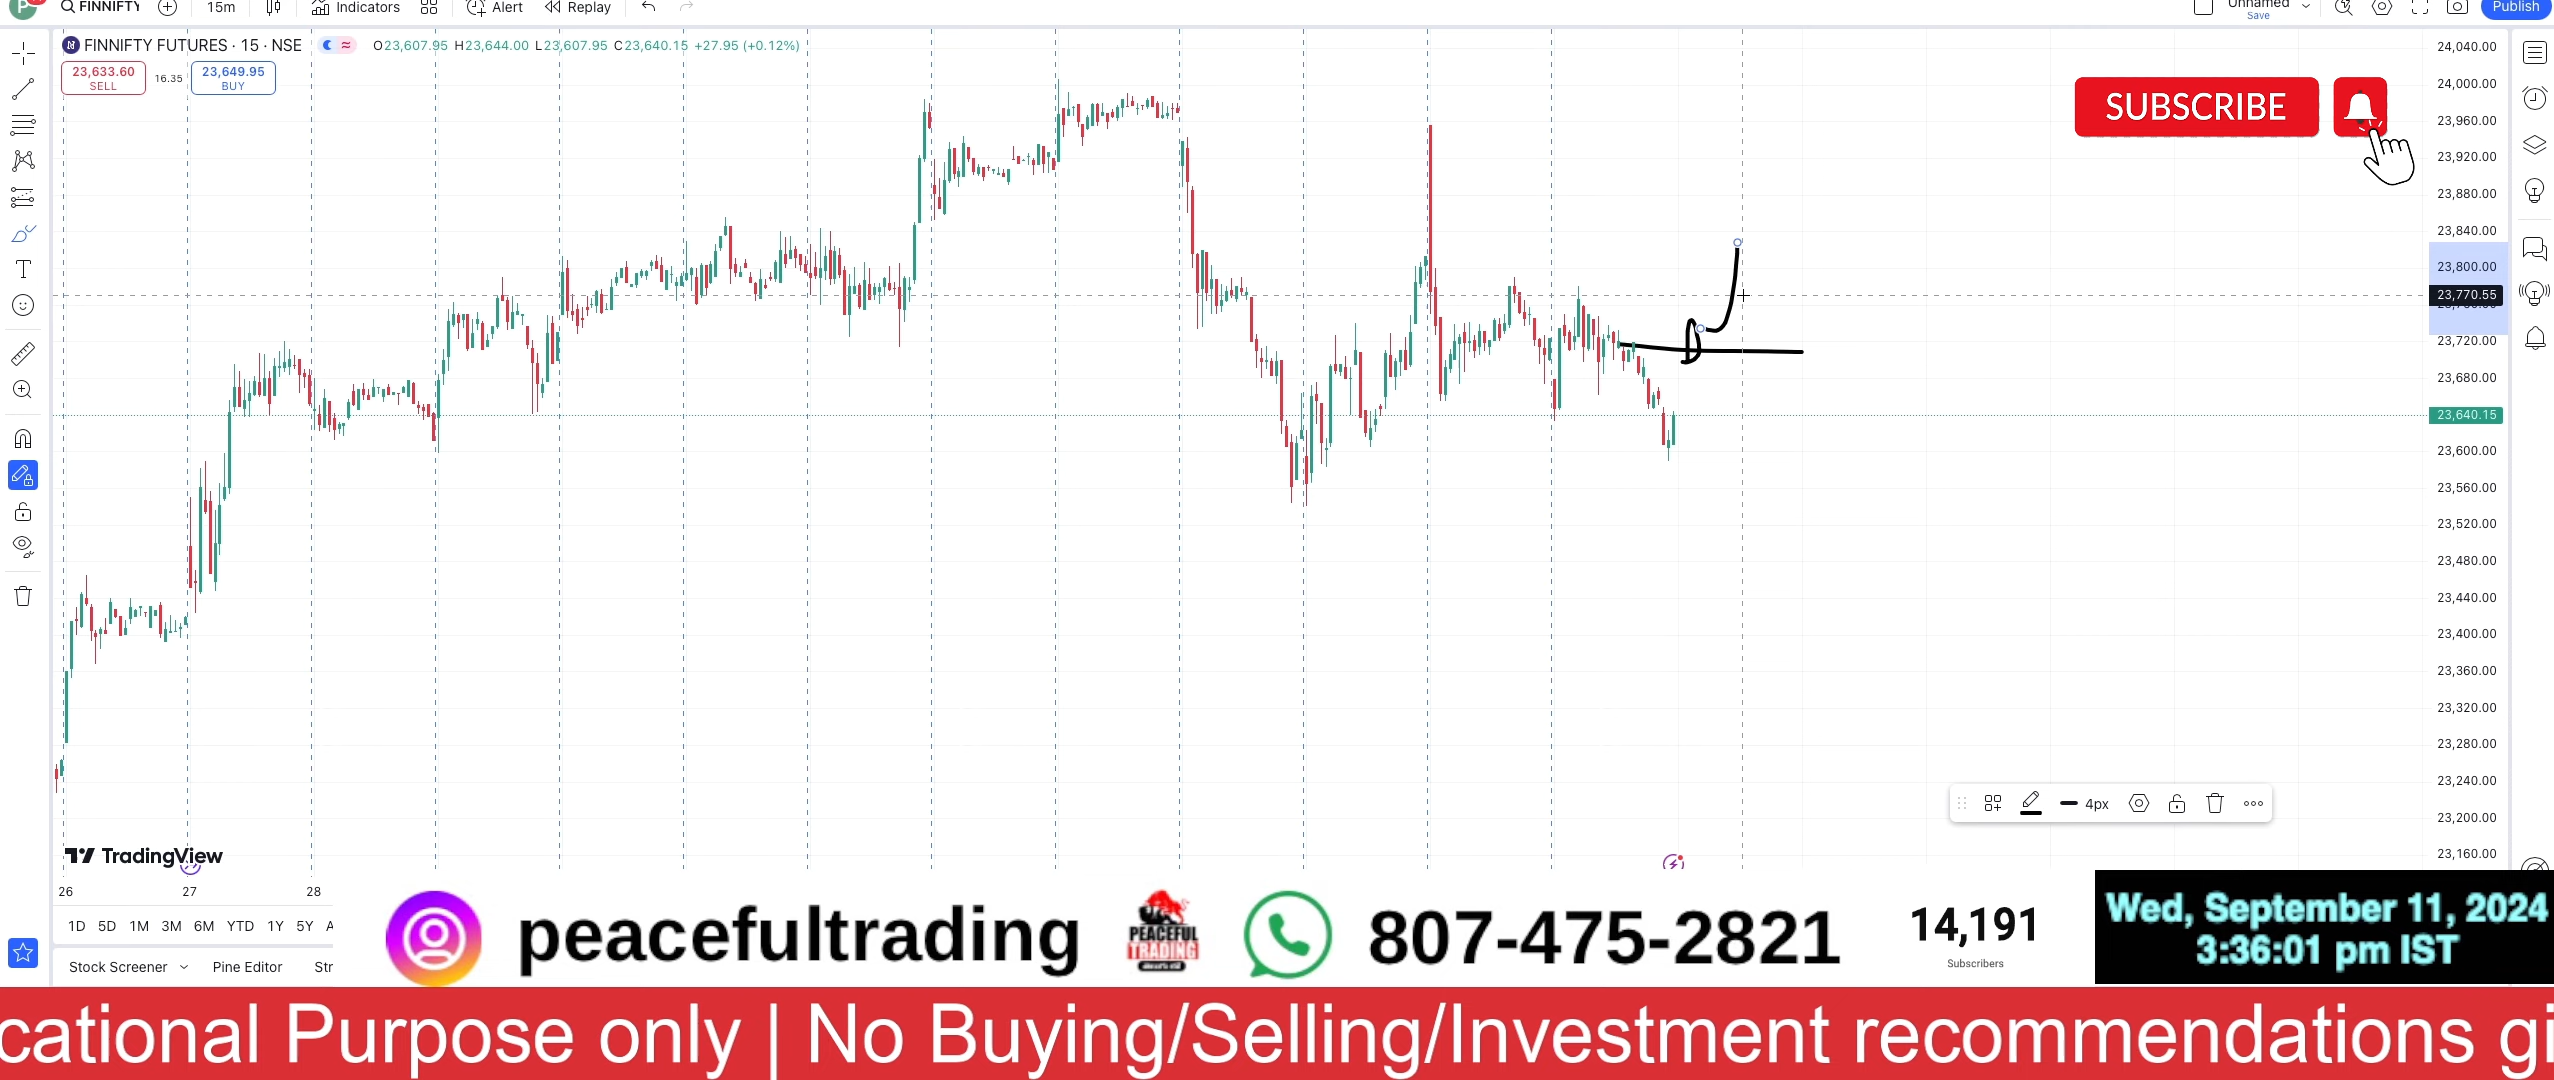 P FINNIFTY 15m Indicators Alert Replay Unnamed Save Publish
FINNIFTY FUTURES · 15 · NSE O23,607.95 H23,644.00 L23,607.95 C23,640.15 +27.95 (+0.12%)
23,633.60 SELL 16.35 23,649.95 BUY
SUBSCRIBE
24,040.00
24,000.00
23,960.00
23,920.00
23,880.00
23,840.00
23,800.00
23,770.55
23,720.00
23,680.00
23,640.15
23,600.00
23,560.00
23,520.00
23,480.00
23,440.00
23,400.00
23,360.00
23,320.00
23,280.00
23,240.00
23,200.00
23,160.00
4px
TradingView
26 27 28
1D 5D 1M 3M 6M YTD 1Y 5Y A
Stock Screener Pine Editor Str
peacefultrading
PEACEFUL
TRADING
807-475-2821
14,191
Subscribers
Wed, September 11, 2024
3:36:01 pm IST
cational Purpose only | No Buying/Selling/Investment recommendations gi